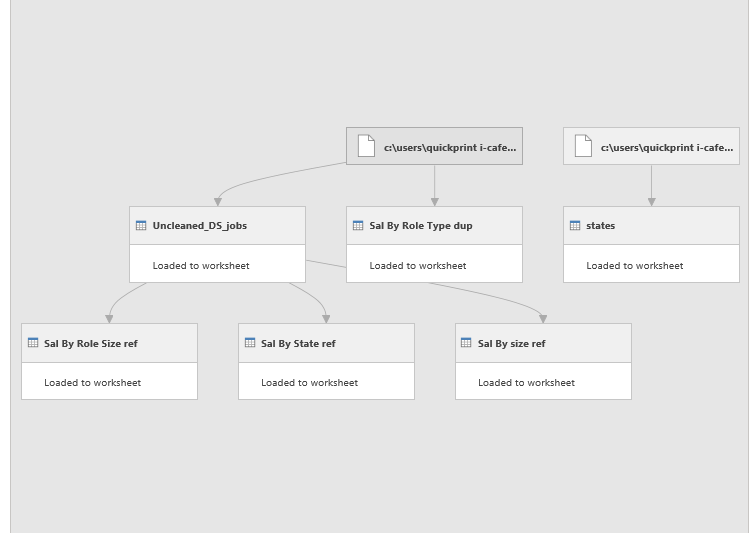 c:\users\quickprint i-cafe...
c:\users\quickprint i-cafe...
Uncleaned_DS_jobs
Loaded to worksheet
Sal By Role Type dup
Loaded to worksheet
states
Loaded to worksheet
Sal By Role Size ref
Loaded to worksheet
Sal By State ref
Loaded to worksheet
Sal By size ref
Loaded to worksheet